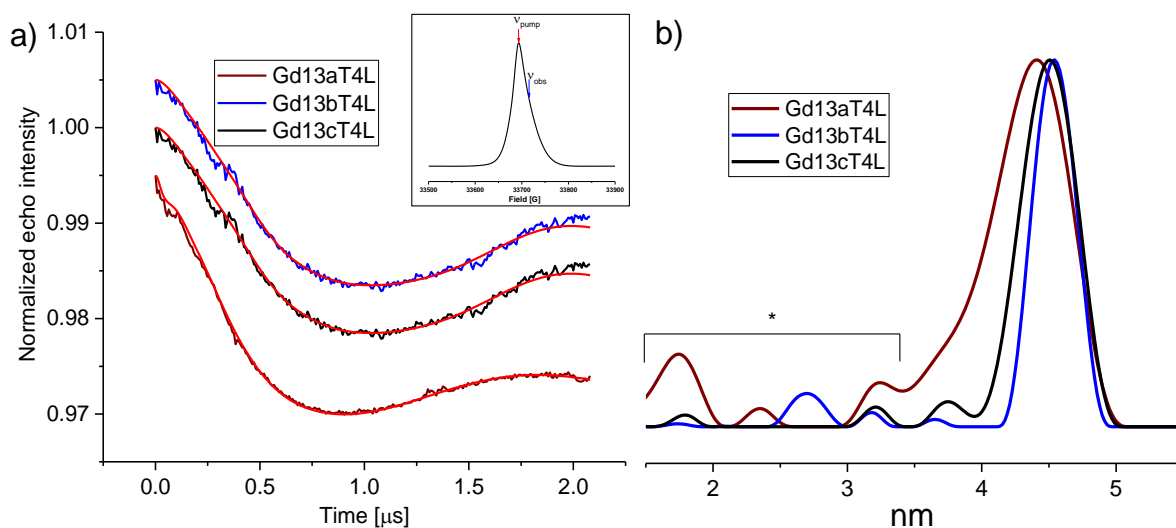 a)
Normalized echo intensity
1.01
1.00
0.99
0.98
0.97
0.0
0.5
1.0
1.5
2.0
Time [µs]
Gd13aT4L
Gd13bT4L
Gd13cT4L
νpump
νobs
33500
33600
33700
33800
33900
Field [G]
b)
Gd13aT4L
Gd13bT4L
Gd13cT4L
*
2
3
4
5
nm